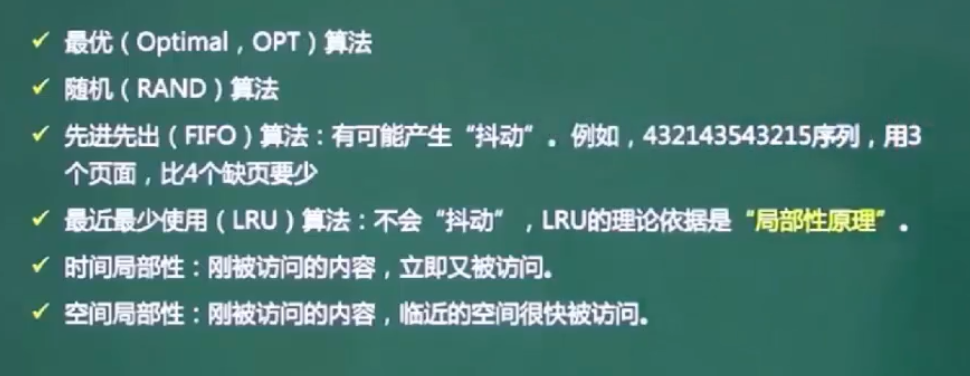 ✓ 最优（Optimal，OPT）算法
✓ 随机（RAND）算法
✓ 先进先出（FIFO）算法：有可能产生“抖动”。例如，432143543215序列，用3
个页面，比4个缺页要少
✓ 最近最少使用（LRU）算法：不会“抖动”，LRU的理论依据是“局部性原理”。
✓ 时间局部性：刚被访问的内容，立即又被访问。
✓ 空间局部性：刚被访问的内容，临近的空间很快被访问。